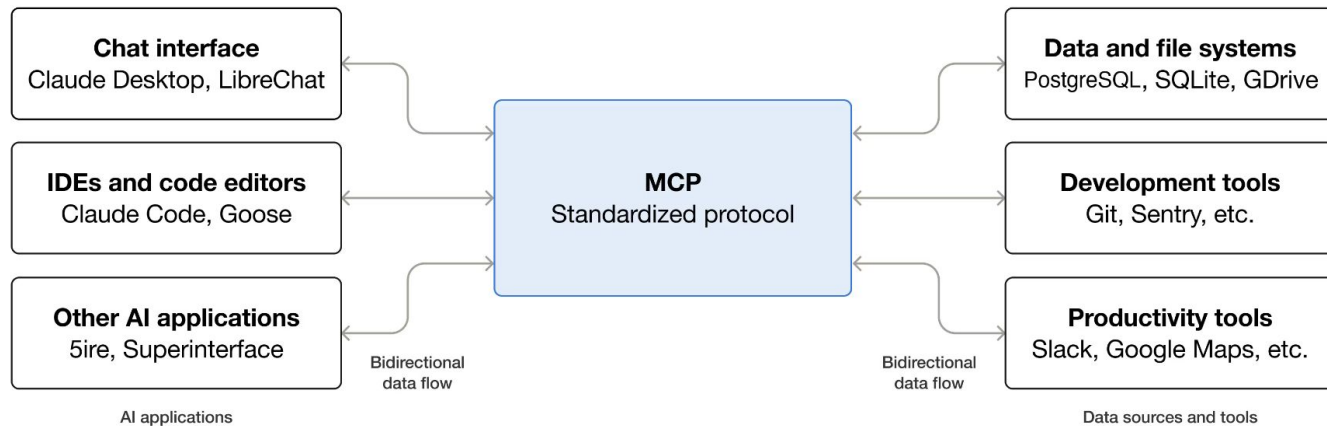 Chat interface
Claude Desktop, LibreChat
IDEs and code editors
Claude Code, Goose
Other AI applications
5ire, Superinterface
AI applications
Bidirectional
data flow
MCP
Standardized protocol
Bidirectional
data flow
Data and file systems
PostgreSQL, SQLite, GDrive
Development tools
Git, Sentry, etc.
Productivity tools
Slack, Google Maps, etc.
Data sources and tools